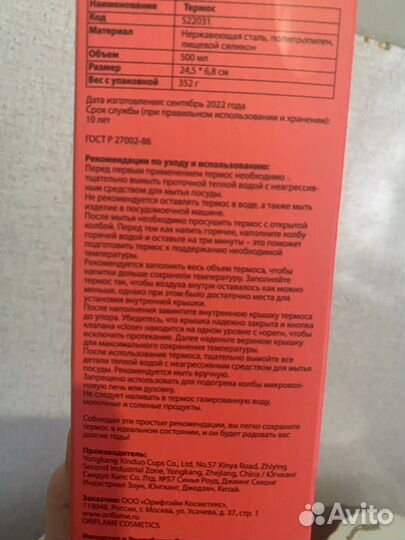 Наименование Термос
Код 522031
Материал Нержавеющая сталь, полипропилен,
пищевой силикон
Объем 500 мл
Размер 24,5 * 6,8 см
Вес с упаковкой 352 г
Дата изготовления: сентябрь 2022 года
Срок службы (при правильном использовании и хранении):
10 лет
ГОСТ Р 27002-86
Рекомендации по уходу и использованию:
Перед первым применением термос необходимо
тщательно вымыть проточной теплой водой с неагрессив-
ным средством для мытья посуды.
Не рекомендуется оставлять термос в воде, а также мыть
изделие в посудомоечной машине.
После мытья необходимо просушить термос с открытой
колбой. Перед тем как налить горячее, наполните колбу
горячей водой и оставьте на три минуты – это поможет
подготовить термос к поддержанию необходимой
температуры.
Рекомендуется заполнять весь объем термоса, чтобы
напитки дольше сохраняли температуру. Заполняйте
термос так, чтобы воздуха внутри оставалось как можно
меньше, однако при этом было достаточно места для
установки внутренней крышки.
После наполнения завинтите внутреннюю крышку термоса
до упора. Убедитесь, что крышка надежно закрыта и кнопка
клапана «close» находится на одном уровне с «open», чтобы
исключить протекание. Далее наденьте верхнюю крышку
для максимального сохранения температуры.
После использования термоса, тщательно вымойте все
детали теплой водой с неагрессивным средством для мытья
посуды. Рекомендуется мыть вручную.
Запрещено использовать для подогрева колбы микровол-
новую печь или духовку.
Не следует наливать в термос газированную воду,
молочные и соленые продукты.
Соблюдая эти простые рекомендации, вы легко сохраните
термос в идеальном состоянии, и он будет радовать вас
долгие годы!
Производитель:
Yongkang Xinduo Cups Co., Ltd, No.57 Xinya Road, Zhiying
Second Industrial Zone, Yongkang, Zhejiang, China / Юнгканг
Синдуо Капс Со. Лтд, №57 Синья Роуд, Джиинг Секонг
Индастриал Зоун, Юнгканг, Джедзян, Китай.
Заказчик: ООО «Орифлэйм Косметикс»,
119048, Россия, г. Москва, ул. Усачева, д. 37, стр. 1
www.oriflame.ru
ORIFLAME COSMETICS
Avito